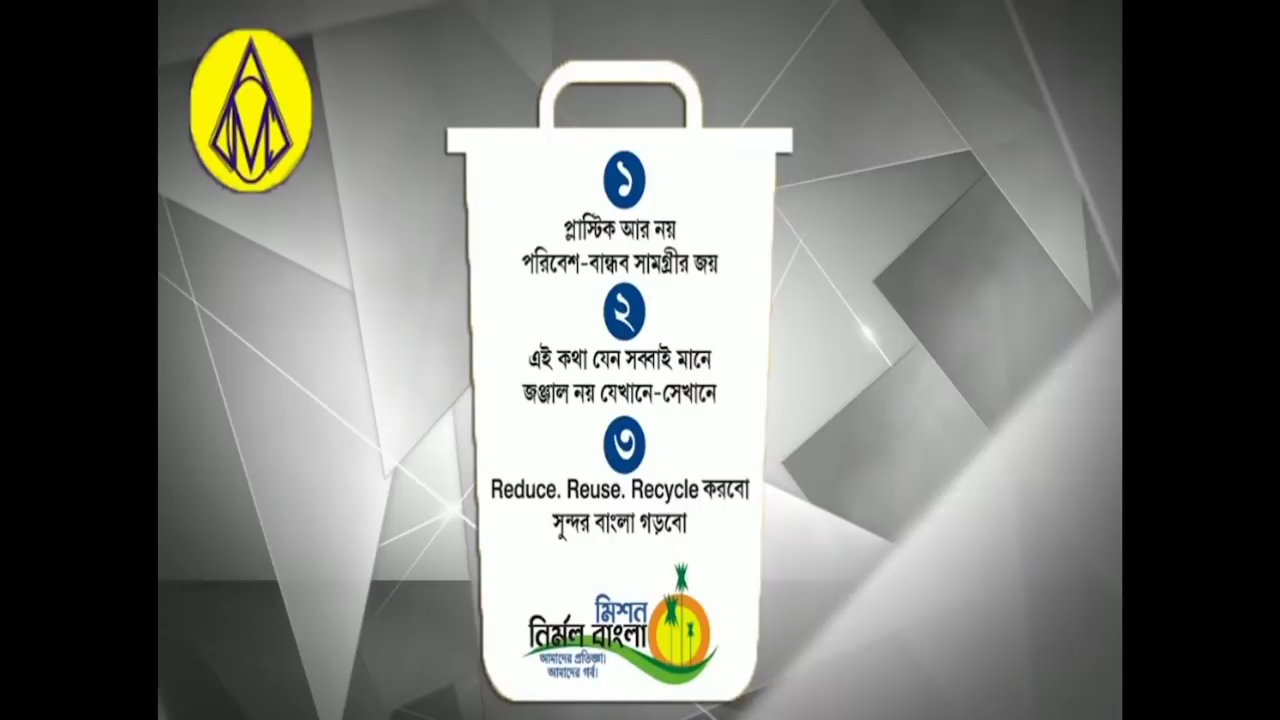 ১
প্লাস্টিক আর নয়
পরিবেশ-বান্ধব সামগ্রীর জয়
২
এই কথা যেন সব্বাই মানে
জঞ্জাল নয় যেখানে-সেখানে
৩
Reduce. Reuse. Recycle করবো
সুন্দর বাংলা গড়বো
মিশন
নির্মল বাংলা
আমাদের প্রতিজ্ঞা।
আমাদের গর্ব।